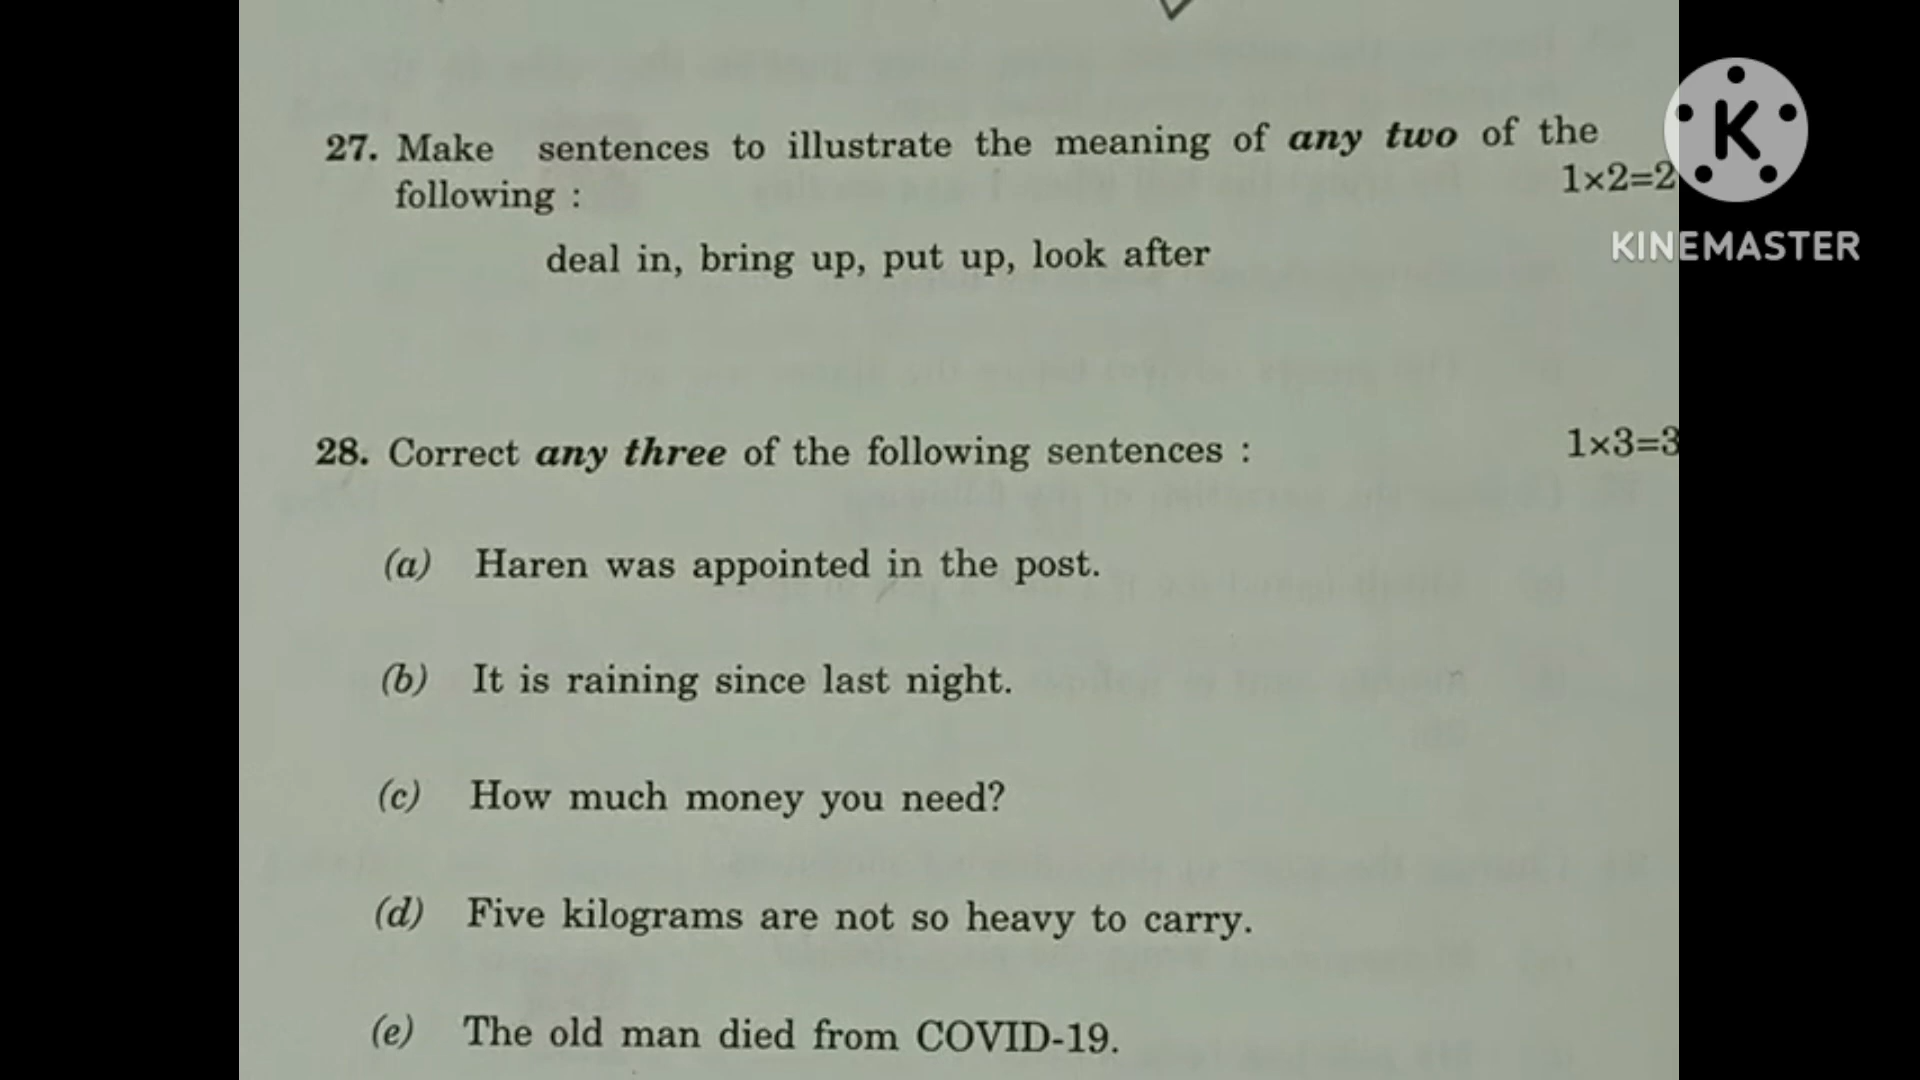 27. Make sentences to illustrate the meaning of any two of the
following : 1×2=2
deal in, bring up, put up, look after
28. Correct any three of the following sentences : 1×3=3
(a) Haren was appointed in the post.
(b) It is raining since last night.
(c) How much money you need?
(d) Five kilograms are not so heavy to carry.
(e) The old man died from COVID-19.
K
KINEMASTER